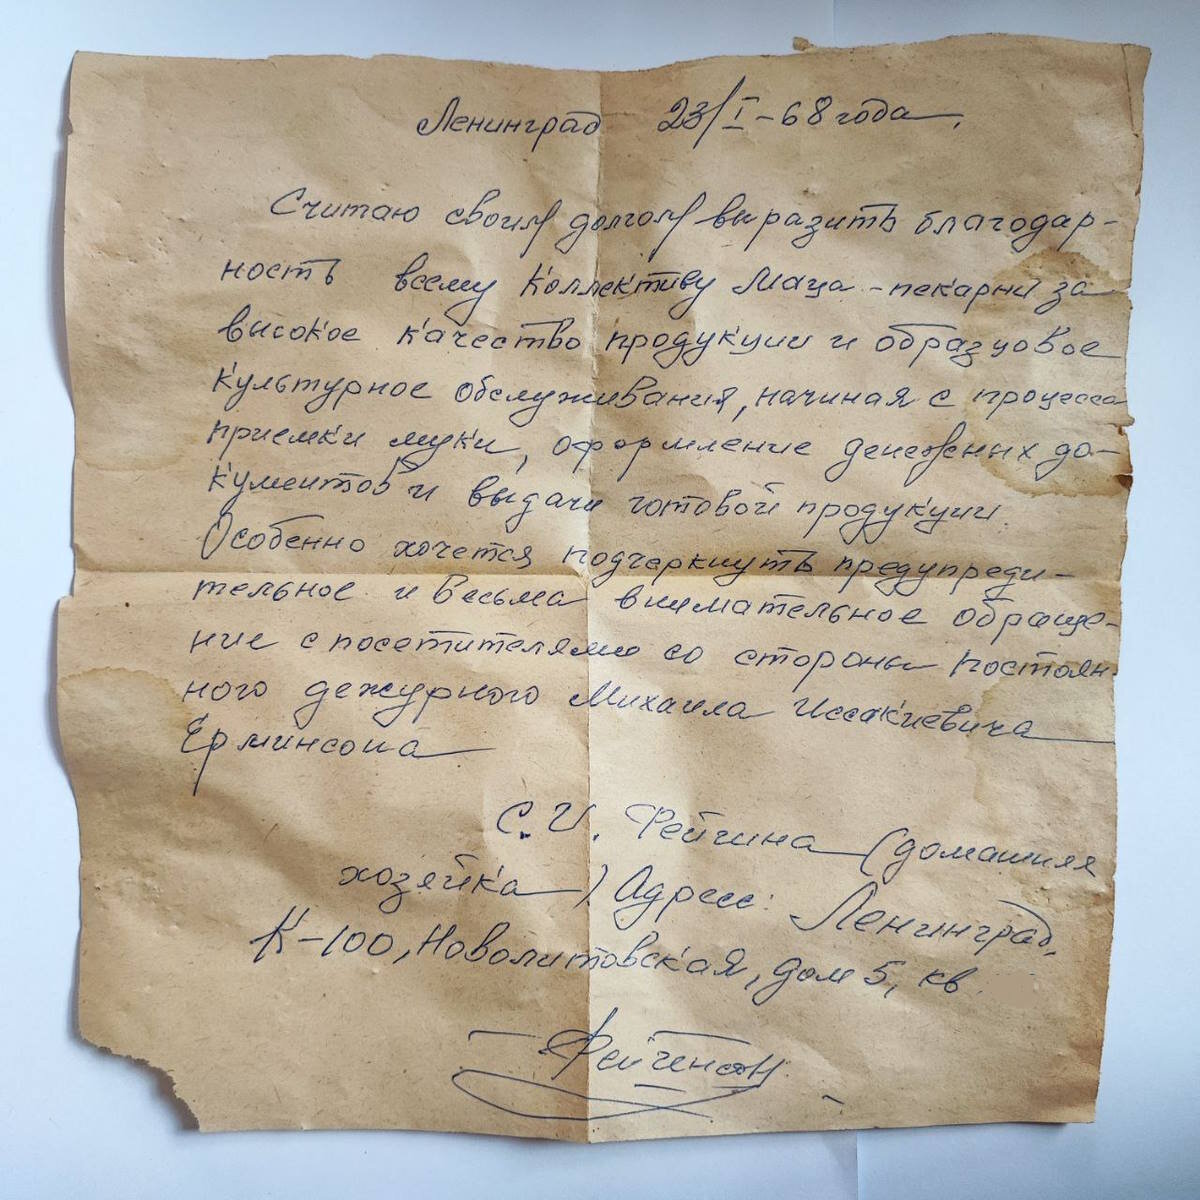 Ленинград 23/I-68 года.
Считаю своим долгом выразить благодар-
ность всему Коллективу Маца-пекарни за
высокое качество продукции и образцовое
культурное обслуживания, начиная с процесса
приемки муки, оформление денежных до-
кументов и выдачи готовой продукции.
Особенно хочется подчеркнуть предупреди-
тельное и весьма внимательное обраще-
ние с посетителями со стороны постоян-
ного дежурного Михаила Иссакиевича
Ерминсона
С. И. Фейгина (домашняя
хозяйка) Адресс: Ленинград,
К-100, Новолитовская, дом 5, кв.